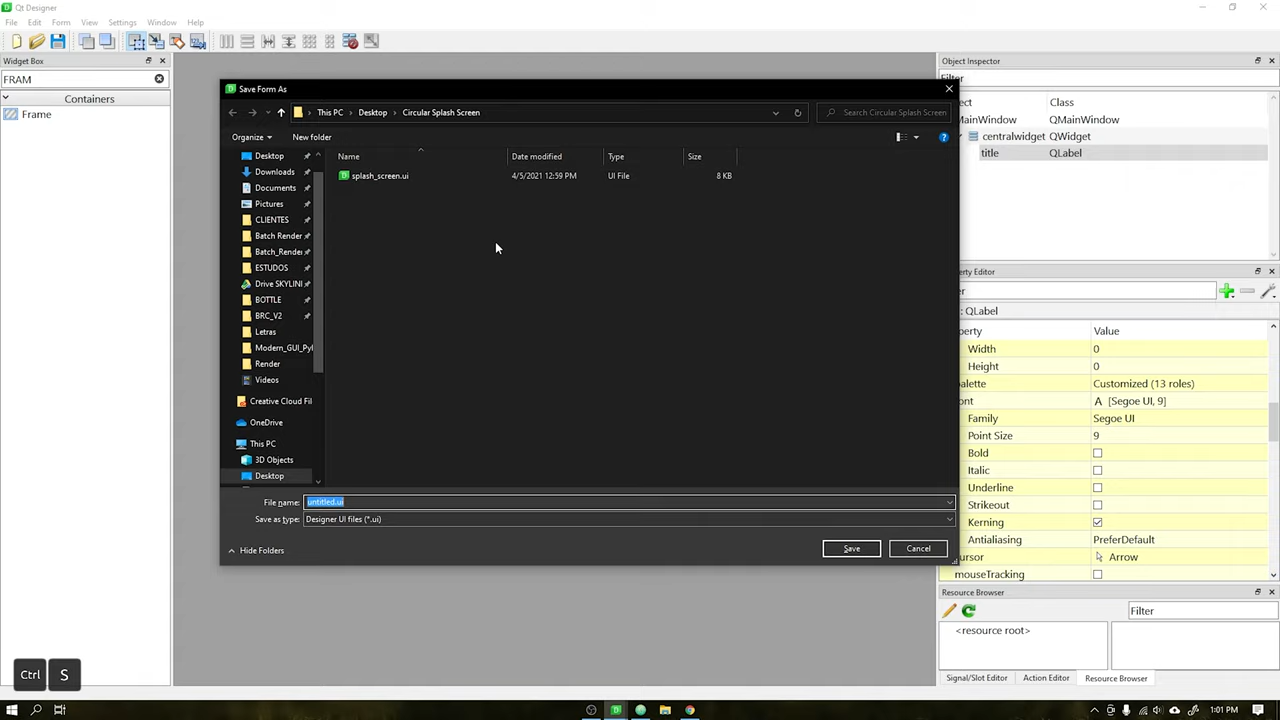 Qt Designer
File Edit Form View Settings Window Help
Widget Box
FRAM
Containers
Frame
Save Form As
This PC Desktop Circular Splash Screen
Search Circular Splash Screen
Organize New folder
Name Date modified Type Size
splash_screen.ui 4/5/2021 12:59 PM UI File 8 KB
Desktop
Downloads
Documents
Pictures
CLIENTES
Batch Render
Batch_Render
ESTUDOS
Drive SKYLINI
BOTTLE
BRC_V2
Letras
Modern_GUI_Pyl
Render
Videos
Creative Cloud Fil
OneDrive
This PC
3D Objects
Desktop
File name: untitled.ui
Save as type: Designer UI files (*.ui)
Hide Folders
Save Cancel
Object Inspector
Filter
ject Class
MainWindow QMainWindow
centralwidget QWidget
title QLabel
Property Editor
er
: QLabel
perty Value
Width 0
Height 0
palette Customized (13 roles)
ont A [Segoe UI, 9]
Family Segoe UI
Point Size 9
Bold
Italic
Underline
Strikeout
Kerning
Antialiasing PreferDefault
ursor Arrow
mouseTracking
Resource Browser
Filter
<resource root>
Signal/Slot Editor Action Editor Resource Browser
Ctrl S
1:01 PM